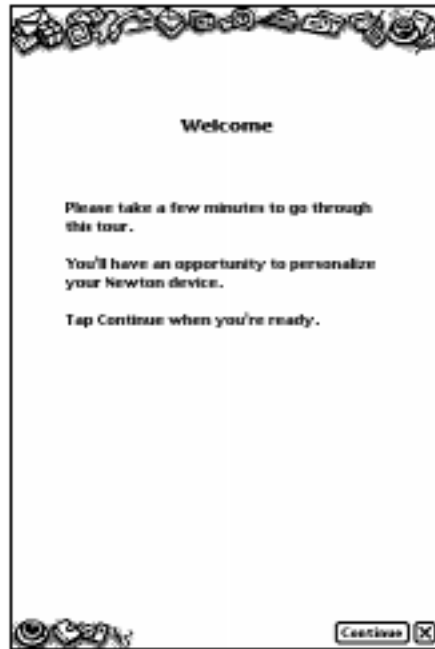 Welcome
Please take a few minutes to go through
this tour.
You'll have an opportunity to personalize
your Newton device.
Tap Continue when you're ready.
Continue